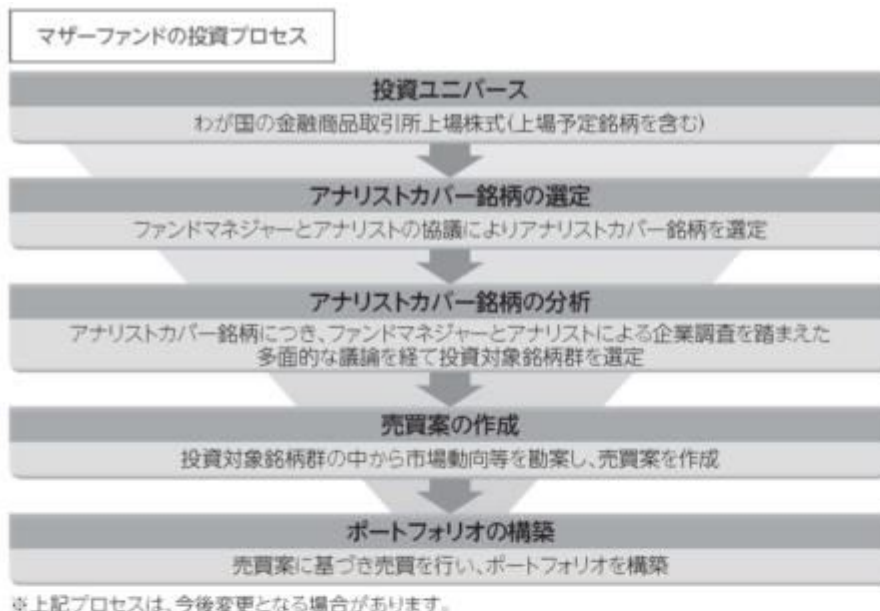 マザーファンドの投資プロセス
投資ユニバース
わが国の金融商品取引所上場株式(上場予定銘柄を含む)
アナリストカバー銘柄の選定
ファンドマネジャーとアナリストの協議によりアナリストカバー銘柄を選定
アナリストカバー銘柄の分析
アナリストカバー銘柄につき、ファンドマネジャーとアナリストによる企業調査を踏まえた
多面的な議論を経て投資対象銘柄群を選定
売買案の作成
投資対象銘柄群の中から市場動向等を勘案し、売買案を作成
ポートフォリオの構築
売買案に基づき売買を行い、ポートフォリオを構築
※上記プロセスは、今後変更となる場合があります。